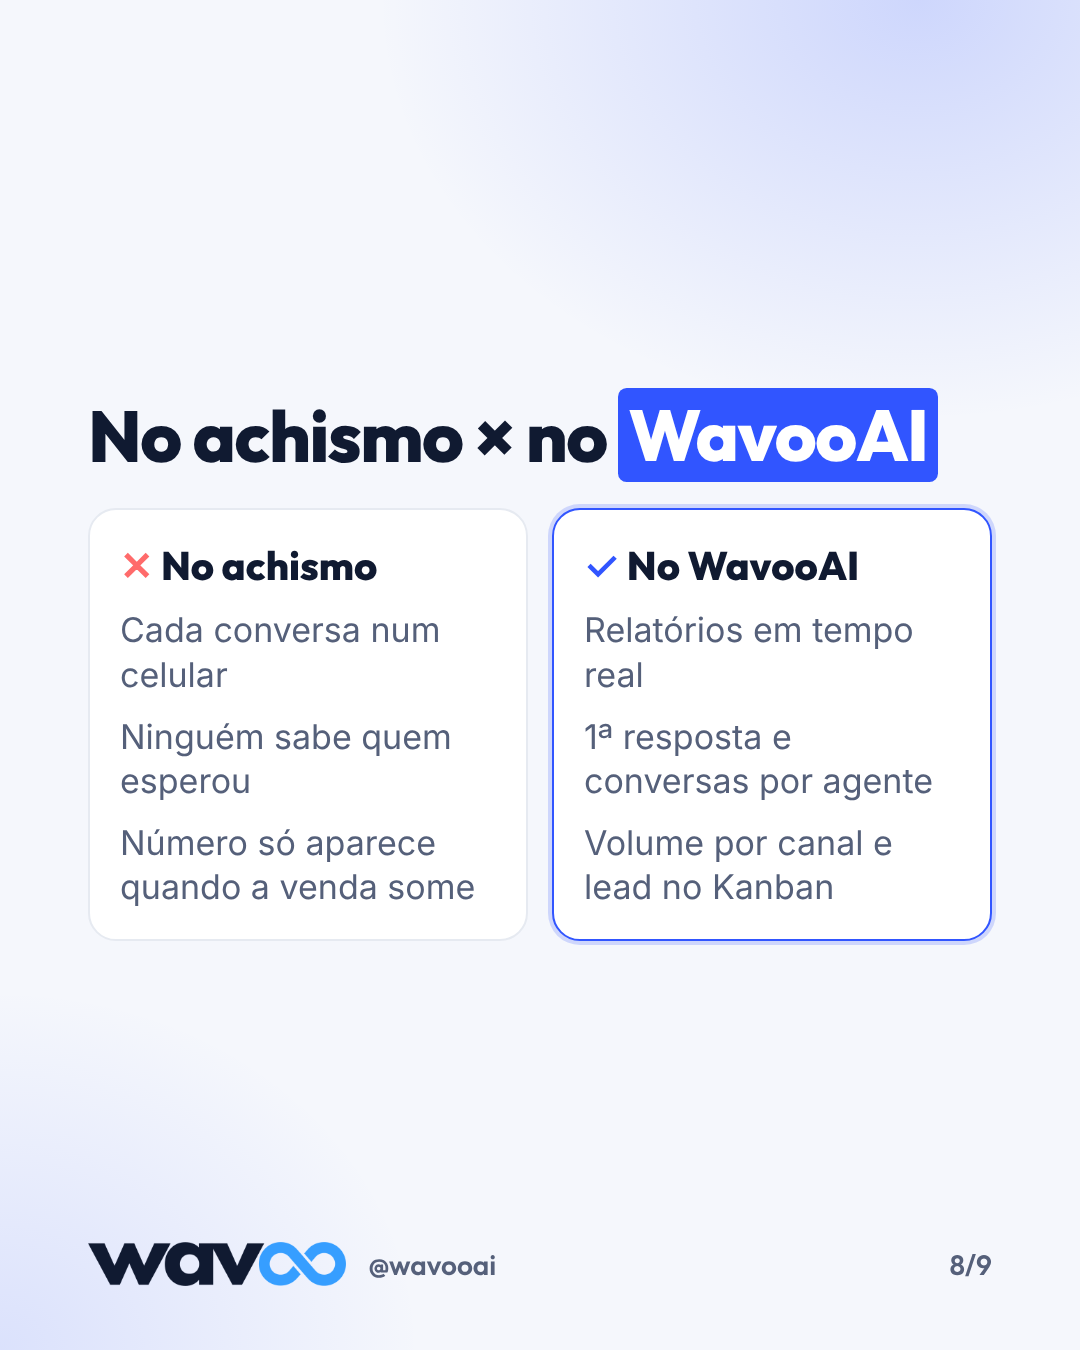 No achismo × no WavooAI
✕ No achismo
Cada conversa num
celular
Ninguém sabe quem
esperou
Número só aparece
quando a venda some
✓ No WavooAI
Relatórios em tempo
real
1ª resposta e
conversas por agente
Volume por canal e
lead no Kanban
wavoo @wavooai
8/9